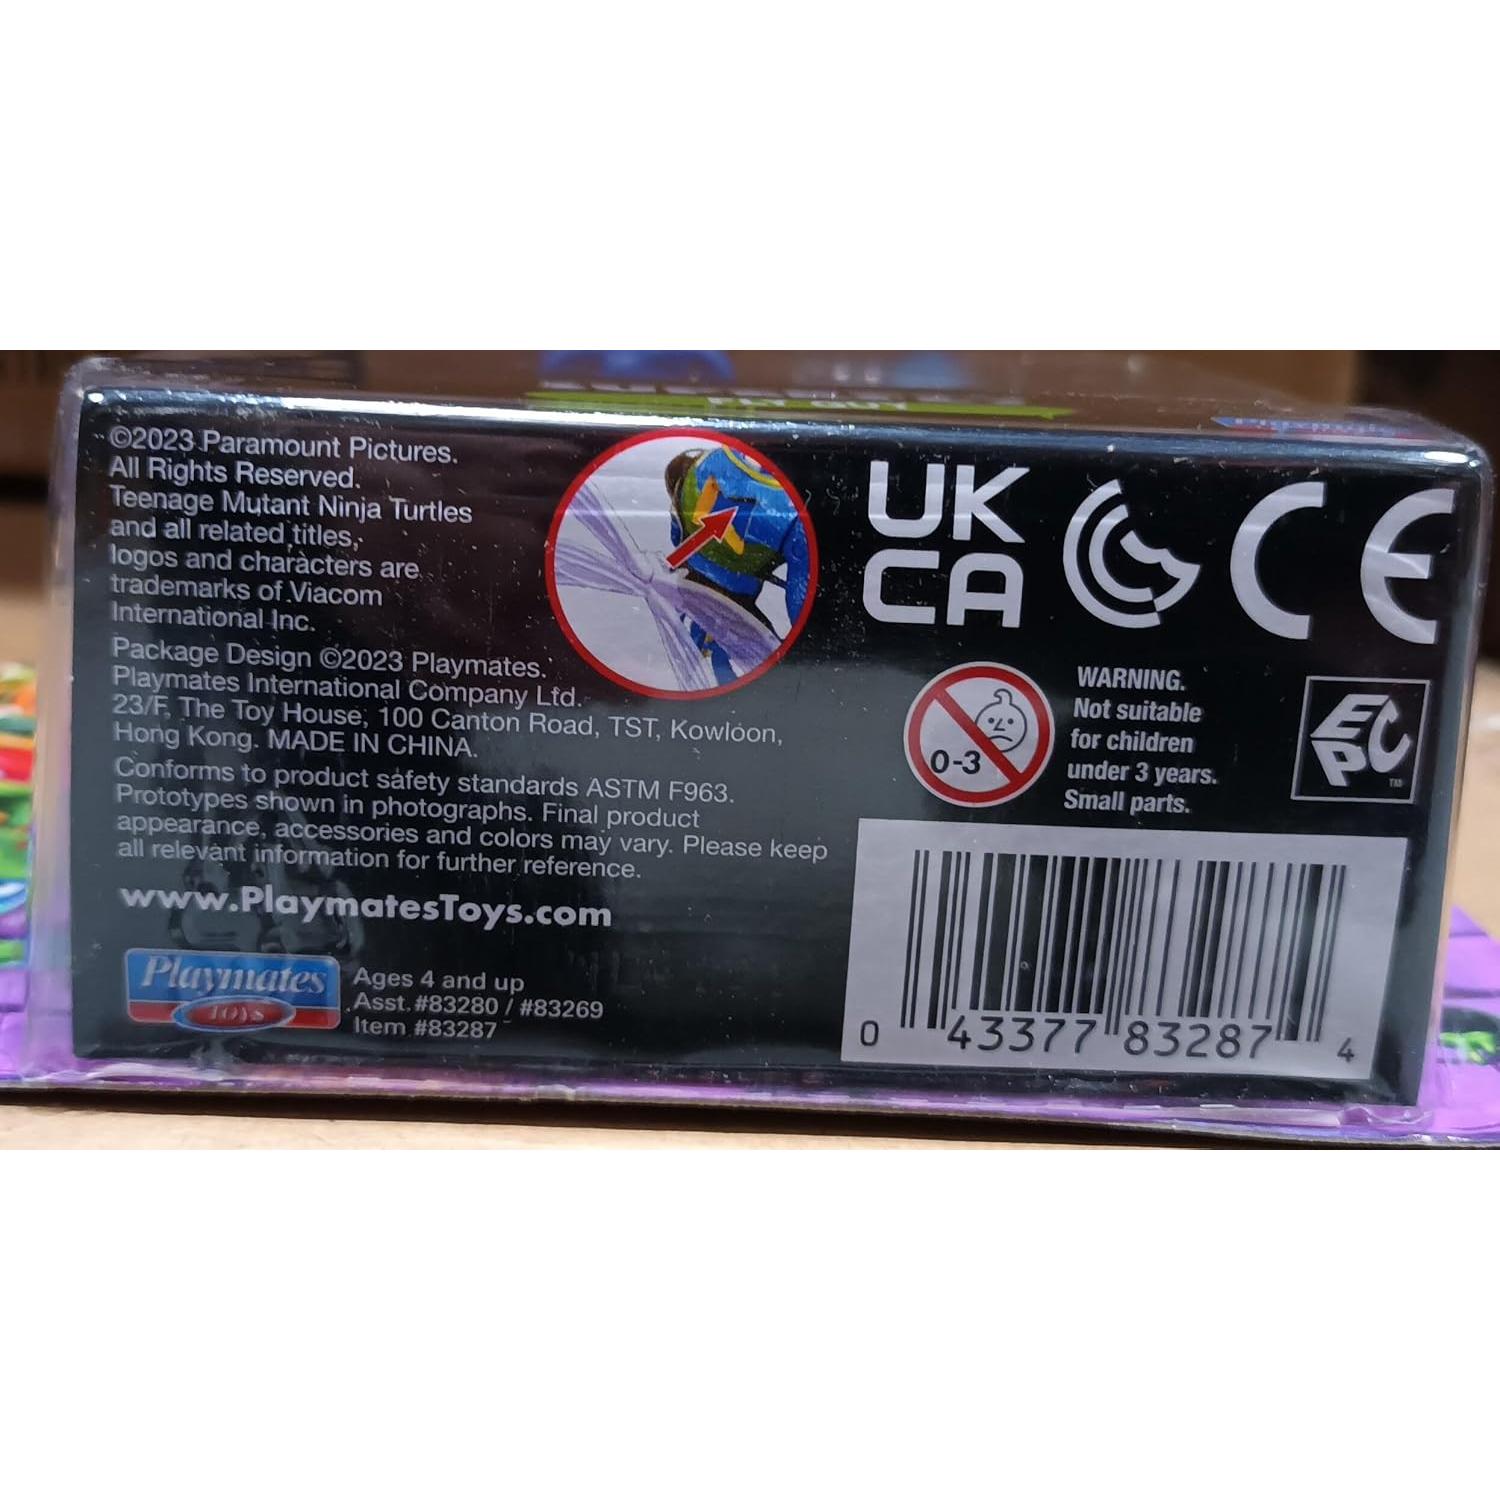 ©2023 Paramount Pictures.
All Rights Reserved.
Teenage Mutant Ninja Turtles
and all related titles,
logos and characters are
trademarks of Viacom
International Inc.
Package Design ©2023 Playmates.
Playmates International Company Ltd.
23/F, The Toy House, 100 Canton Road, TST, Kowloon,
Hong Kong. MADE IN CHINA.
Conforms to product safety standards ASTM F963.
Prototypes shown in photographs. Final product
appearance, accessories and colors may vary. Please keep
all relevant information for further reference.
www.PlaymatesToys.com
Playmates
TOYS
Ages 4 and up
Asst.#83280 / #83269
Item #83287
UK
CA
CE
0-3
WARNING.
Not suitable
for children
under 3 years.
Small parts.
EPC
TM
0 43377 83287 4